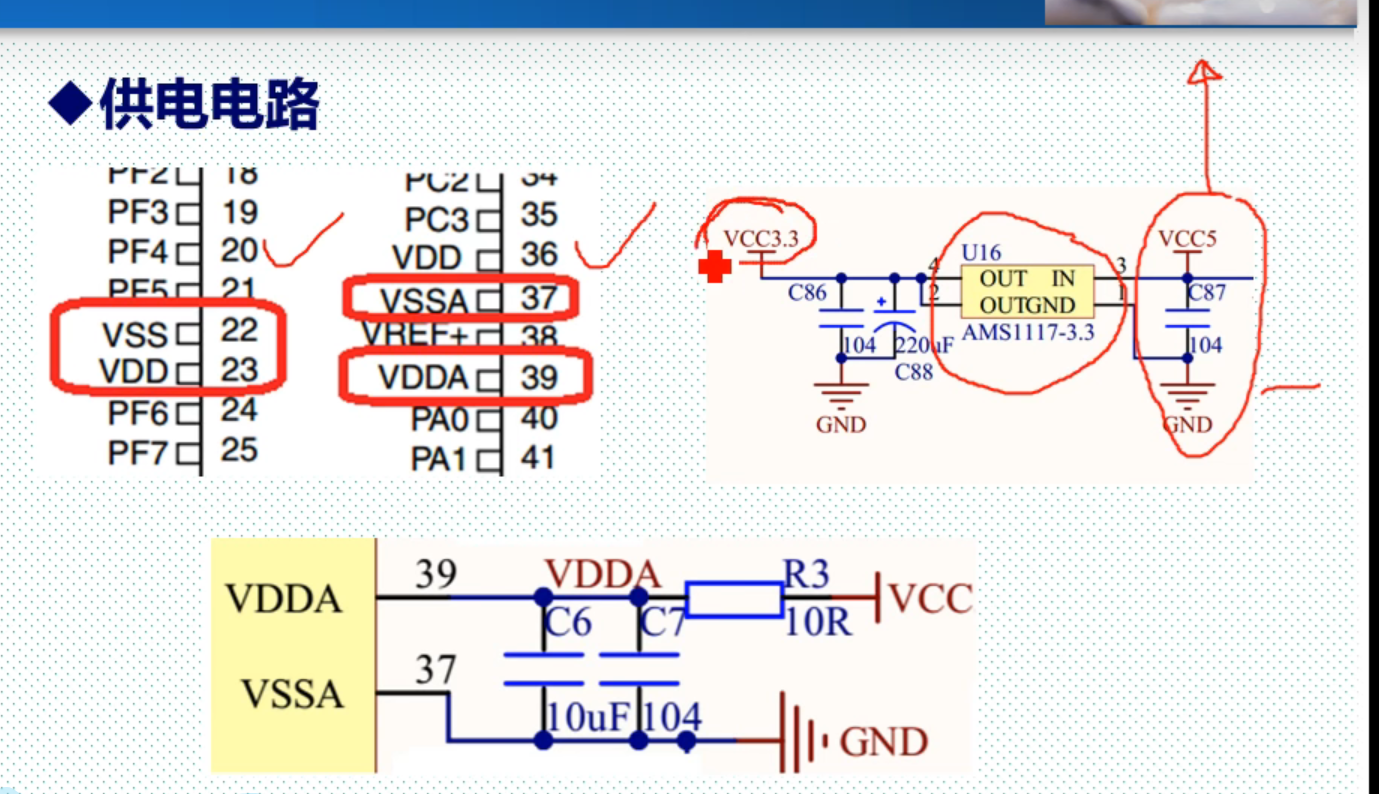 ◆供电电路
PF2 18
PF3 19
PF4 20
PF5 21
VSS 22
VDD 23
PF6 24
PF7 25
PC2 34
PC3 35
VDD 36
VSSA 37
VREF+ 38
VDDA 39
PA0 40
PA1 41
VCC3.3
VCC5
U16
4 OUT IN 3
2 OUTGND 1
AMS1117-3.3
C86
C87
+
104 220uF
104
C88
GND
GND
VDDA 39 VDDA R3 VCC
C6 C7 10R
VSSA 37
10uF 104
GND